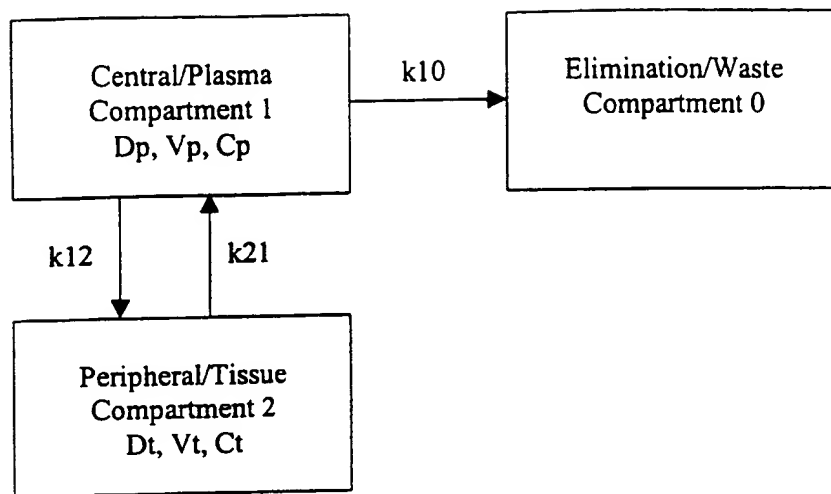 Central/Plasma
Compartment 1
Dp, Vp, Cp
k10
Elimination/Waste
Compartment 0
k12
k21
Peripheral/Tissue
Compartment 2
Dt, Vt, Ct